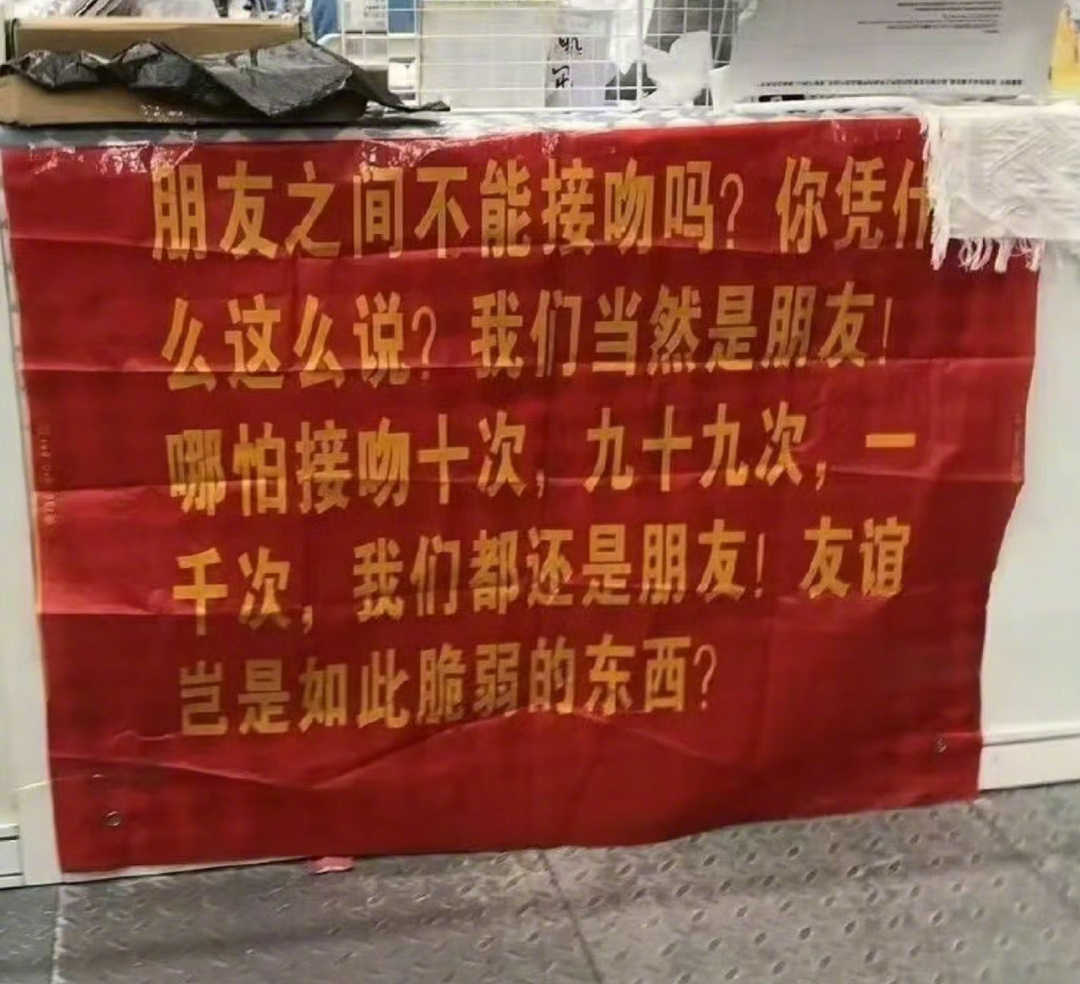 朋友之间不能接吻吗？你凭什
么这么说？我们当然是朋友！
哪怕接吻十次，九十九次，一
千次，我们都还是朋友！友谊
岂是如此脆弱的东西？